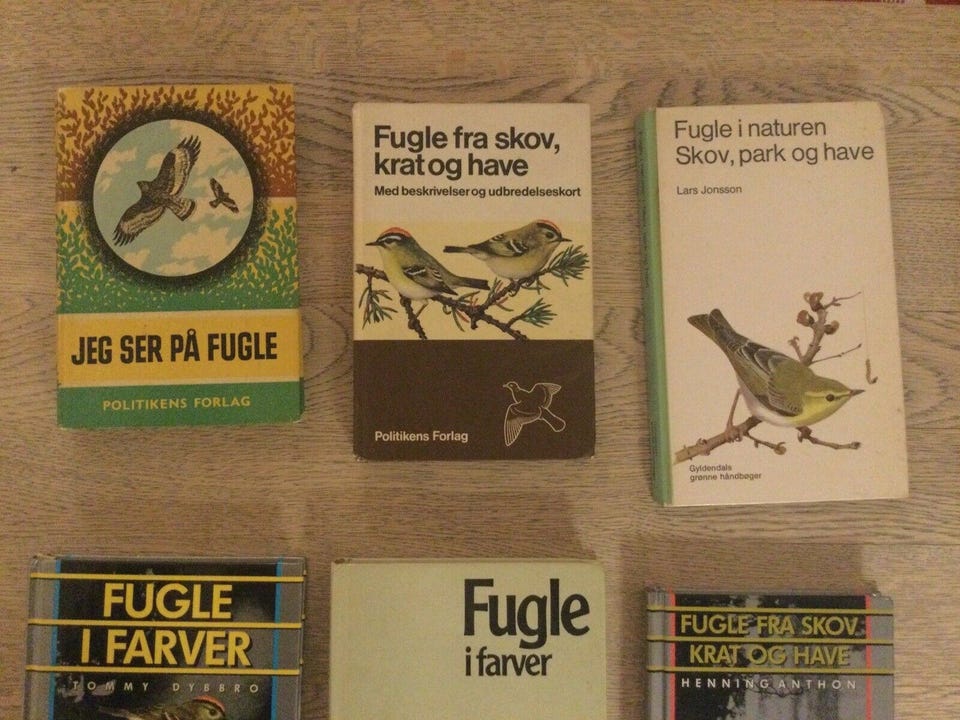 JEG SER PÅ FUGLE
POLITIKENS FORLAG
Fugle fra skov,
krat og have
Med beskrivelser og udbredelseskort
Politikens Forlag
Fugle i naturen
Skov, park og have
Lars Jonsson
Gyldendals
grønne håndbøger
FUGLE
I FARVER
TOMMY DYBBRO
Fugle
i farver
FUGLE FRA SKOV
KRAT OG HAVE
HENNING ANTHON